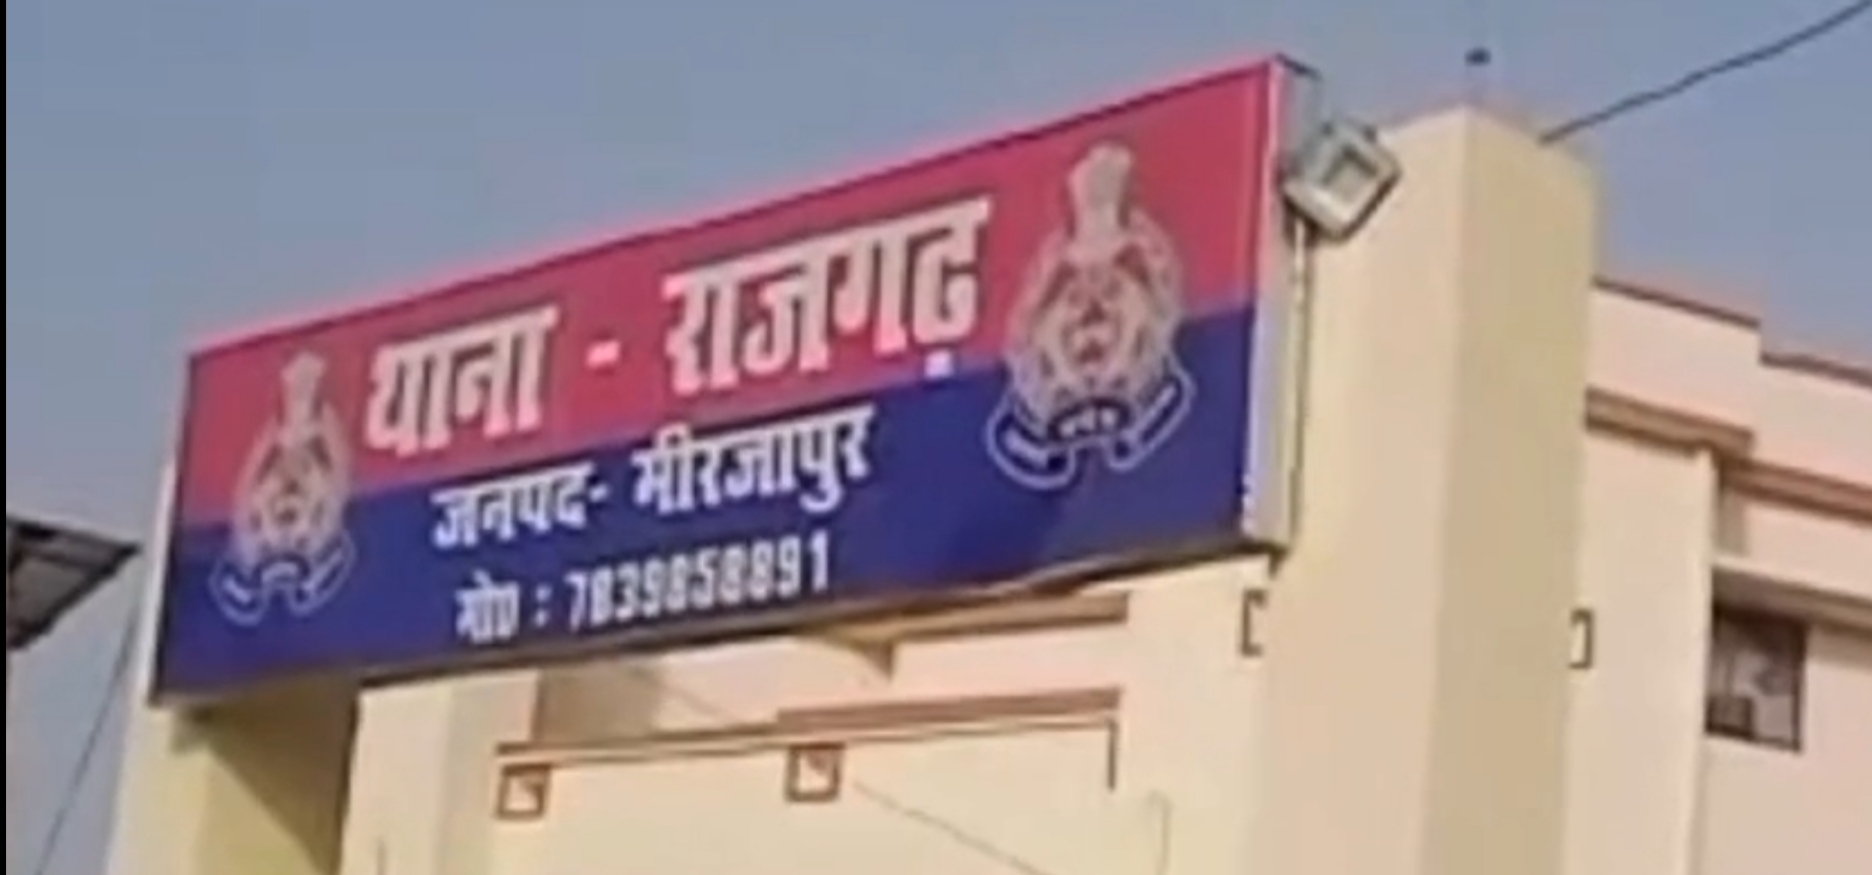 थाना - राजगढ़
जनपद- मीरजापुर
मो0 : 7839858891